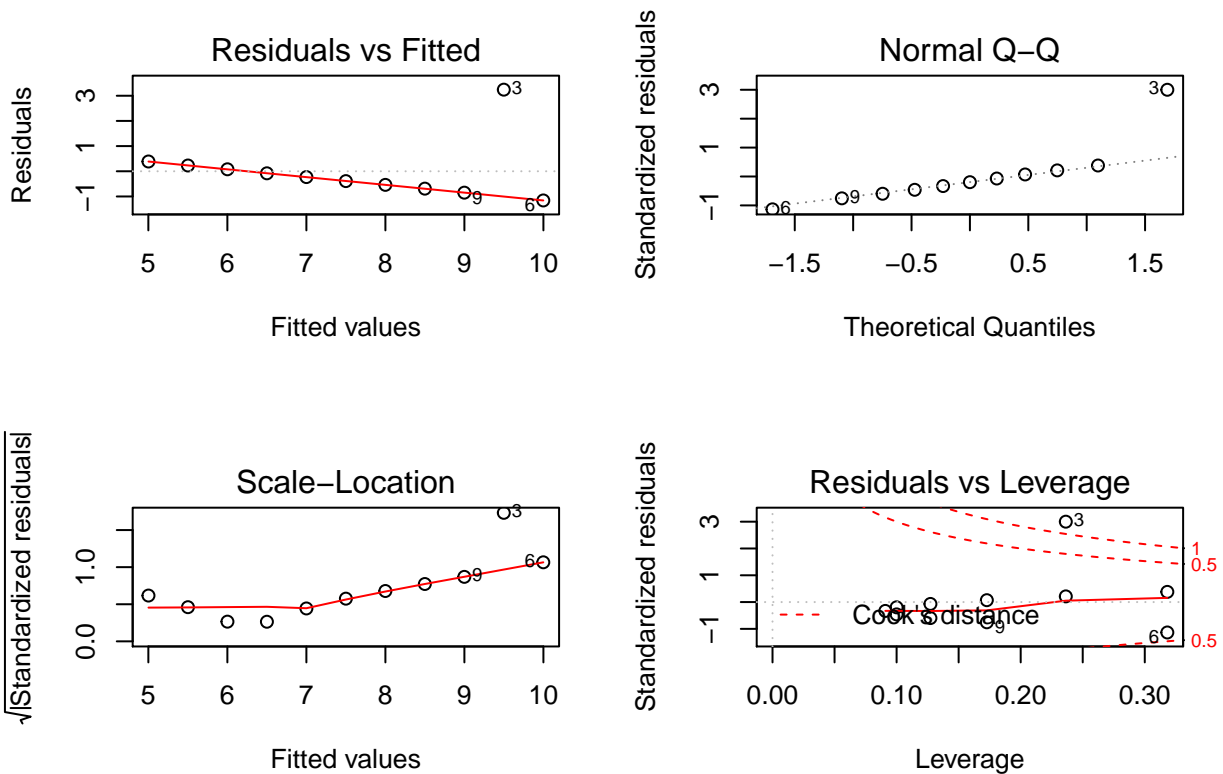 Residuals vs Fitted
Residuals
3
1
−1
3
9
6
5 6 7 8 9 10
Fitted values
Normal Q−Q
Standardized residuals
3
1
−1
3
6
9
−1.5 −0.5 0.5 1.5
Theoretical Quantiles
Scale−Location
√|Standardized residuals|
1.0
0.0
3
6
9
5 6 7 8 9 10
Fitted values
Residuals vs Leverage
Standardized residuals
3
1
−1
3
1
0.5
Cook's distance
9
6
0.5
0.00 0.10 0.20 0.30
Leverage